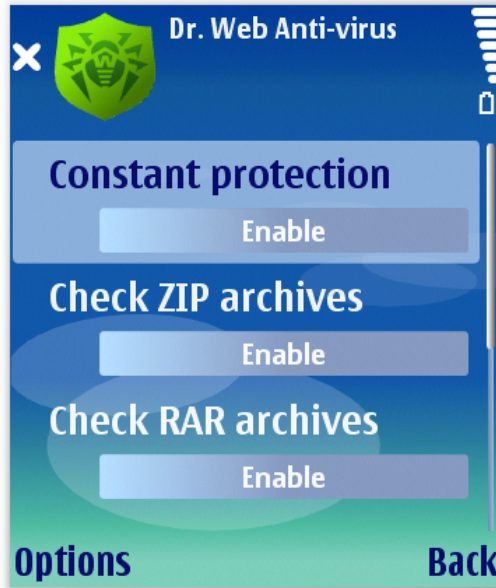 Dr. Web Anti-virus
Constant protection
Enable
Check ZIP archives
Enable
Check RAR archives
Enable
Options
Back